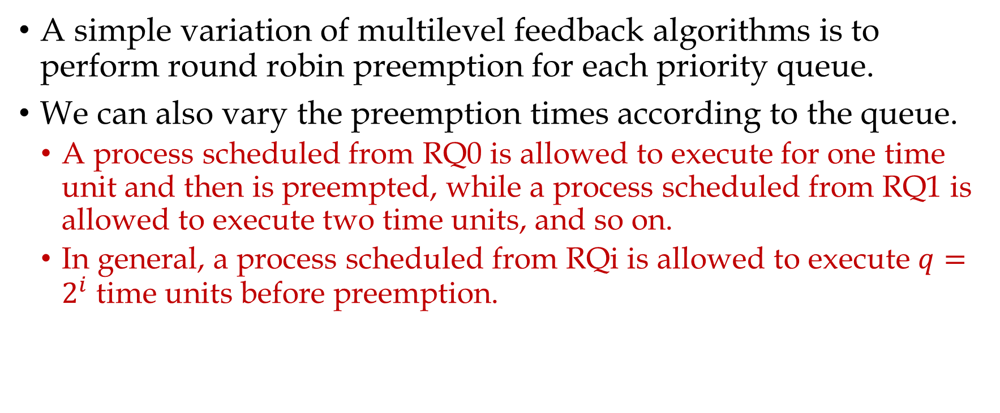 • A simple variation of multilevel feedback algorithms is to
perform round robin preemption for each priority queue.
• We can also vary the preemption times according to the queue.
• A process scheduled from RQ0 is allowed to execute for one time
unit and then is preempted, while a process scheduled from RQ1 is
allowed to execute two time units, and so on.
• In general, a process scheduled from RQi is allowed to execute q =
2^i time units before preemption.